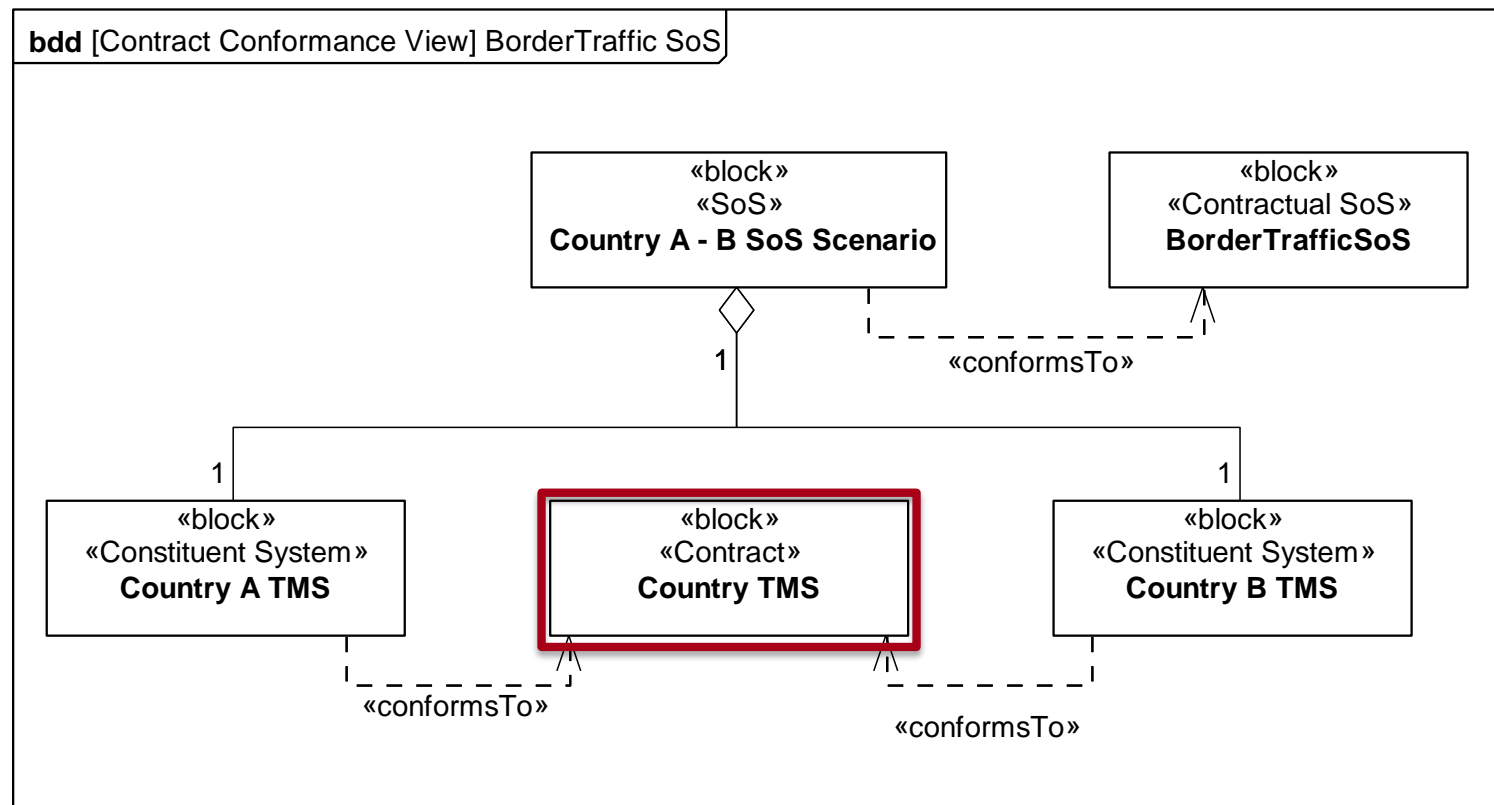 bdd [Contract Conformance View] BorderTraffic SoS
«block»
«SoS»
Country A - B SoS Scenario
«block»
«Contractual SoS»
BorderTrafficSoS
1
«conformsTo»
1
1
«block»
«Constituent System»
Country A TMS
«block»
«Contract»
Country TMS
«block»
«Constituent System»
Country B TMS
«conformsTo»
«conformsTo»